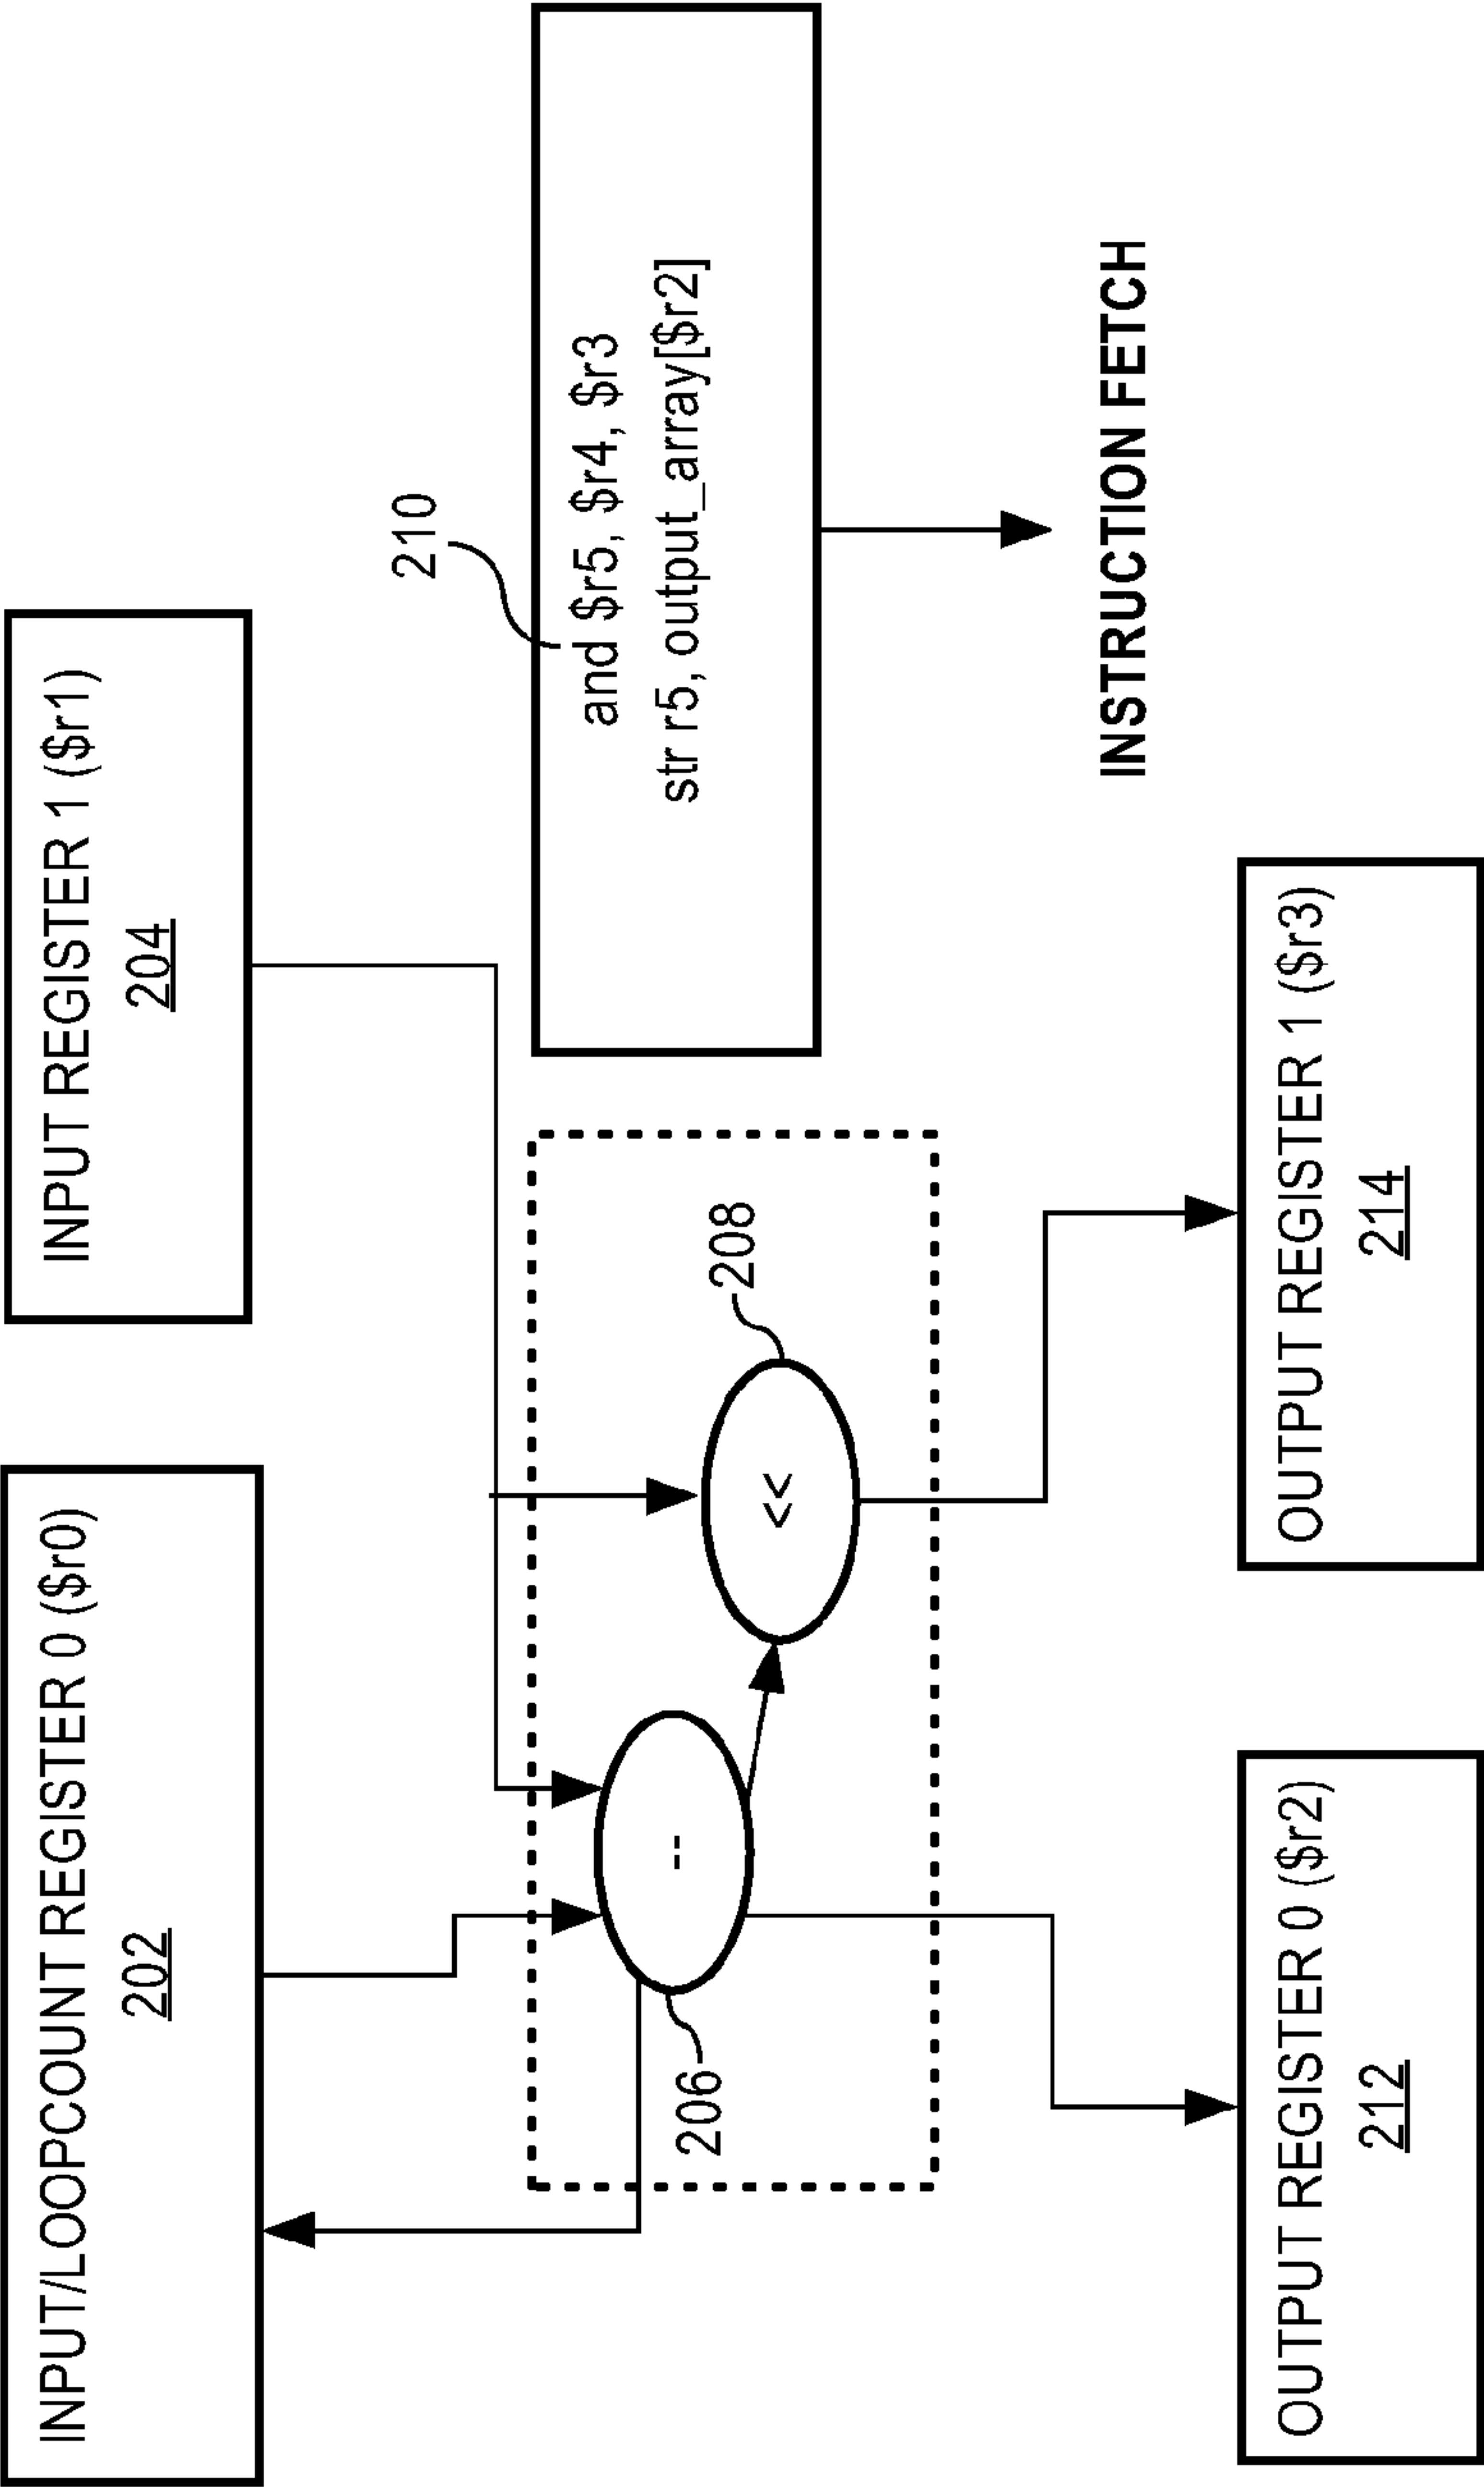 INPUT/LOOPCOUNT REGISTER 0 ($r0)
202
INPUT REGISTER 1 ($r1)
204
210
and $r5, $r4, $r3
str r5, output_array[$r2]
206
--
<<
208
INSTRUCTION FETCH
OUTPUT REGISTER 0 ($r2)
212
OUTPUT REGISTER 1 ($r3)
214